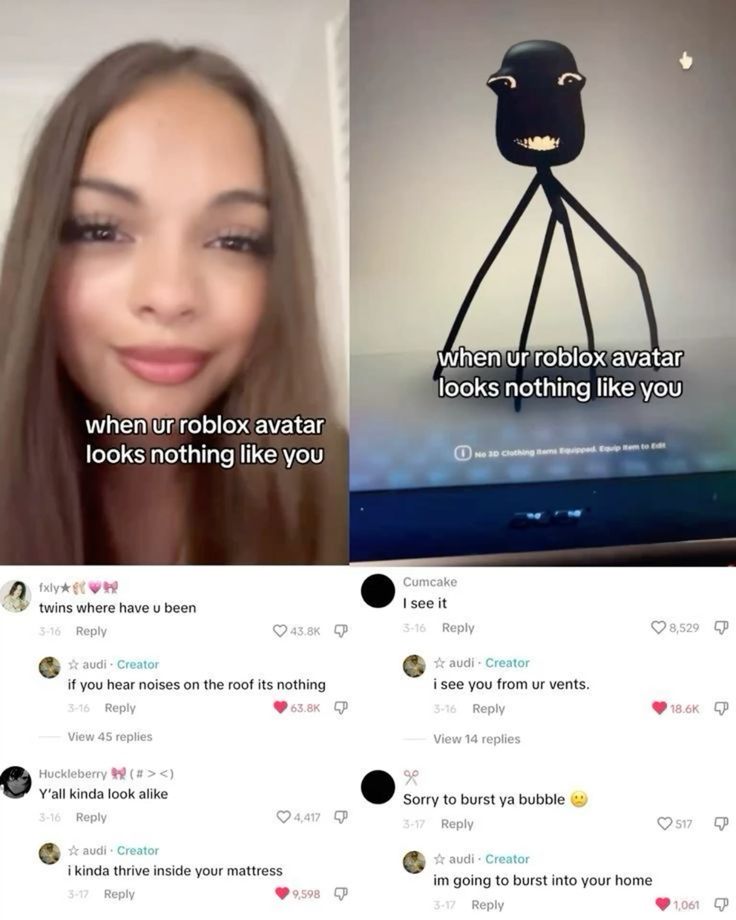 when ur roblox avatar
looks nothing like you
when ur roblox avatar
looks nothing like you
No 3D Clothing Items Equipped. Equip Item to Edit
fxly★🩰💗🎀
twins where have u been
3-16 Reply 43.8K
☆ audi · Creator
if you hear noises on the roof its nothing
3-16 Reply 63.8K
View 45 replies
Huckleberry 🎀 (# > <)
Y'all kinda look alike
3-16 Reply 4,417
☆ audi · Creator
i kinda thrive inside your mattress
3-17 Reply 9,598
Cumcake
I see it
3-16 Reply 8,529
☆ audi · Creator
i see you from ur vents.
3-16 Reply 18.6K
View 14 replies
Sorry to burst ya bubble 🙁
3-17 Reply 517
☆ audi · Creator
im going to burst into your home
3-17 Reply 1,061